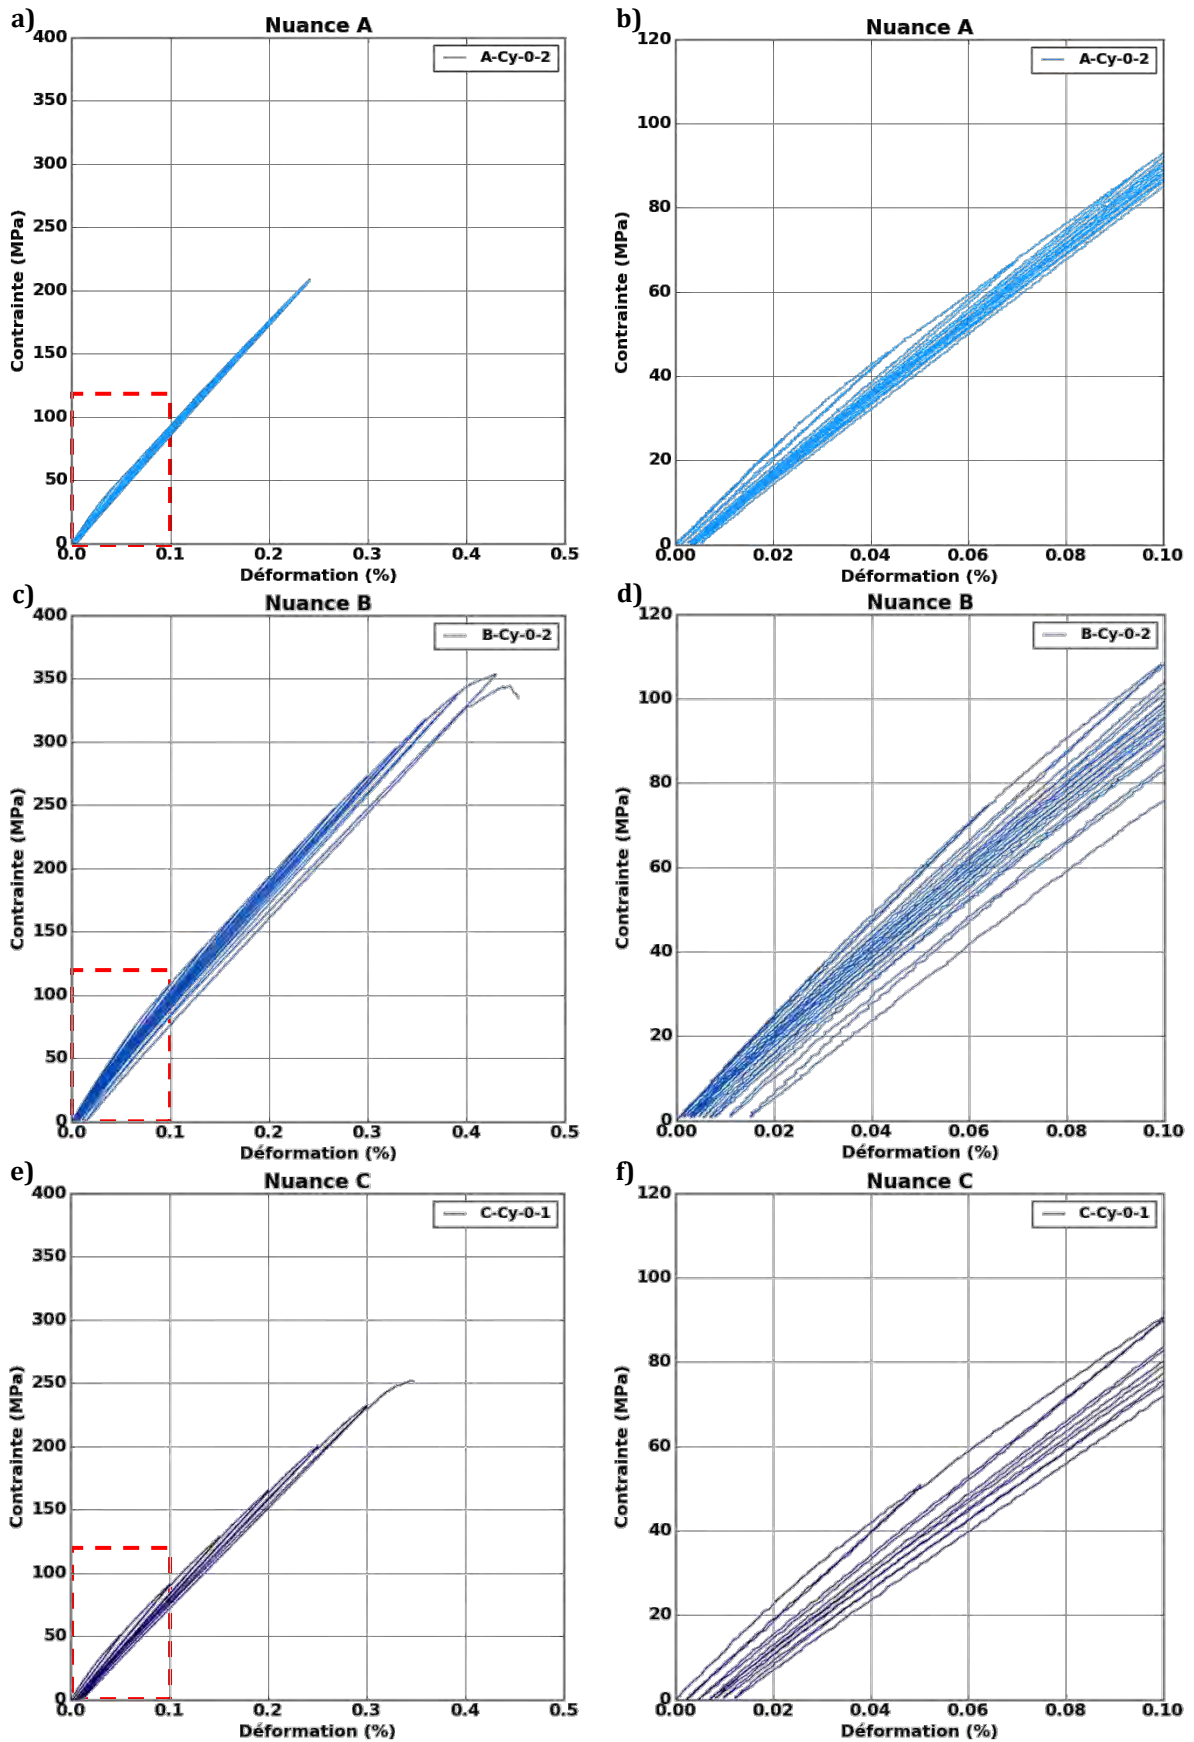 a)
Nuance A
A-Cy-0-2
400
350
300
250
200
150
100
50
0
0.0 0.1 0.2 0.3 0.4 0.5
Contrainte (MPa)
Déformation (%)
b)
Nuance A
A-Cy-0-2
120
100
80
60
40
20
0
0.00 0.02 0.04 0.06 0.08 0.10
Contrainte (MPa)
Déformation (%)
c)
Nuance B
B-Cy-0-2
400
350
300
250
200
150
100
50
0
0.0 0.1 0.2 0.3 0.4 0.5
Contrainte (MPa)
Déformation (%)
d)
Nuance B
B-Cy-0-2
120
100
80
60
40
20
0
0.00 0.02 0.04 0.06 0.08 0.10
Contrainte (MPa)
Déformation (%)
e)
Nuance C
C-Cy-0-1
400
350
300
250
200
150
100
50
0
0.0 0.1 0.2 0.3 0.4 0.5
Contrainte (MPa)
Déformation (%)
f)
Nuance C
C-Cy-0-1
120
100
80
60
40
20
0
0.00 0.02 0.04 0.06 0.08 0.10
Contrainte (MPa)
Déformation (%)